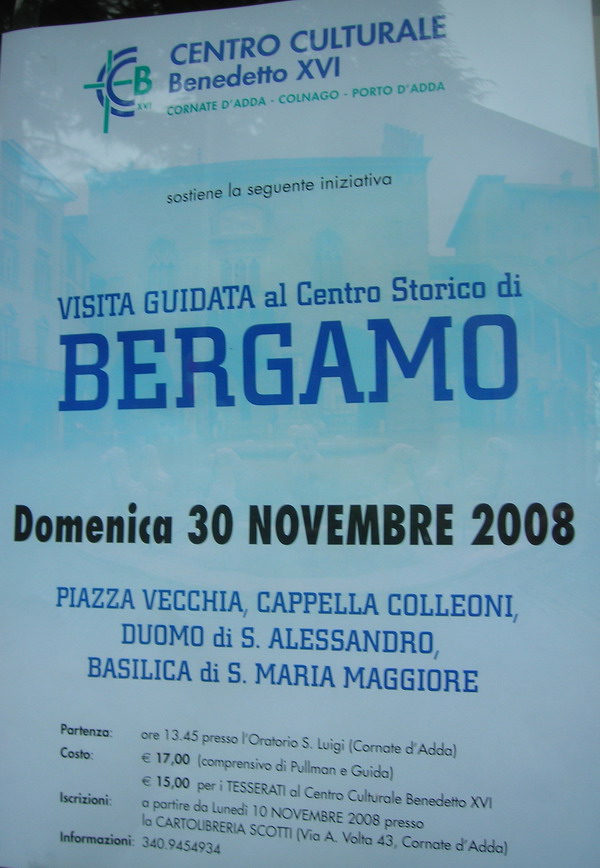 CB
XVI
CENTRO CULTURALE
Benedetto XVI
CORNATE D'ADDA - COLNAGO - PORTO D'ADDA
sostiene la seguente iniziativa
VISITA GUIDATA al Centro Storico di
BERGAMO
Domenica 30 NOVEMBRE 2008
PIAZZA VECCHIA, CAPPELLA COLLEONI,
DUOMO di S. ALESSANDRO,
BASILICA di S. MARIA MAGGIORE
Partenza: ore 13.45 presso l'Oratorio S. Luigi (Cornate d'Adda)
Costo: € 17,00 (comprensivo di Pullman e Guida)
€ 15,00 per i TESSERATI al Centro Culturale Benedetto XVI
Iscrizioni: a partire da Lunedì 10 NOVEMBRE 2008 presso
la CARTOLIBRERIA SCOTTI (Via A. Volta 43, Cornate d'Adda)
Informazioni: 340.9454934